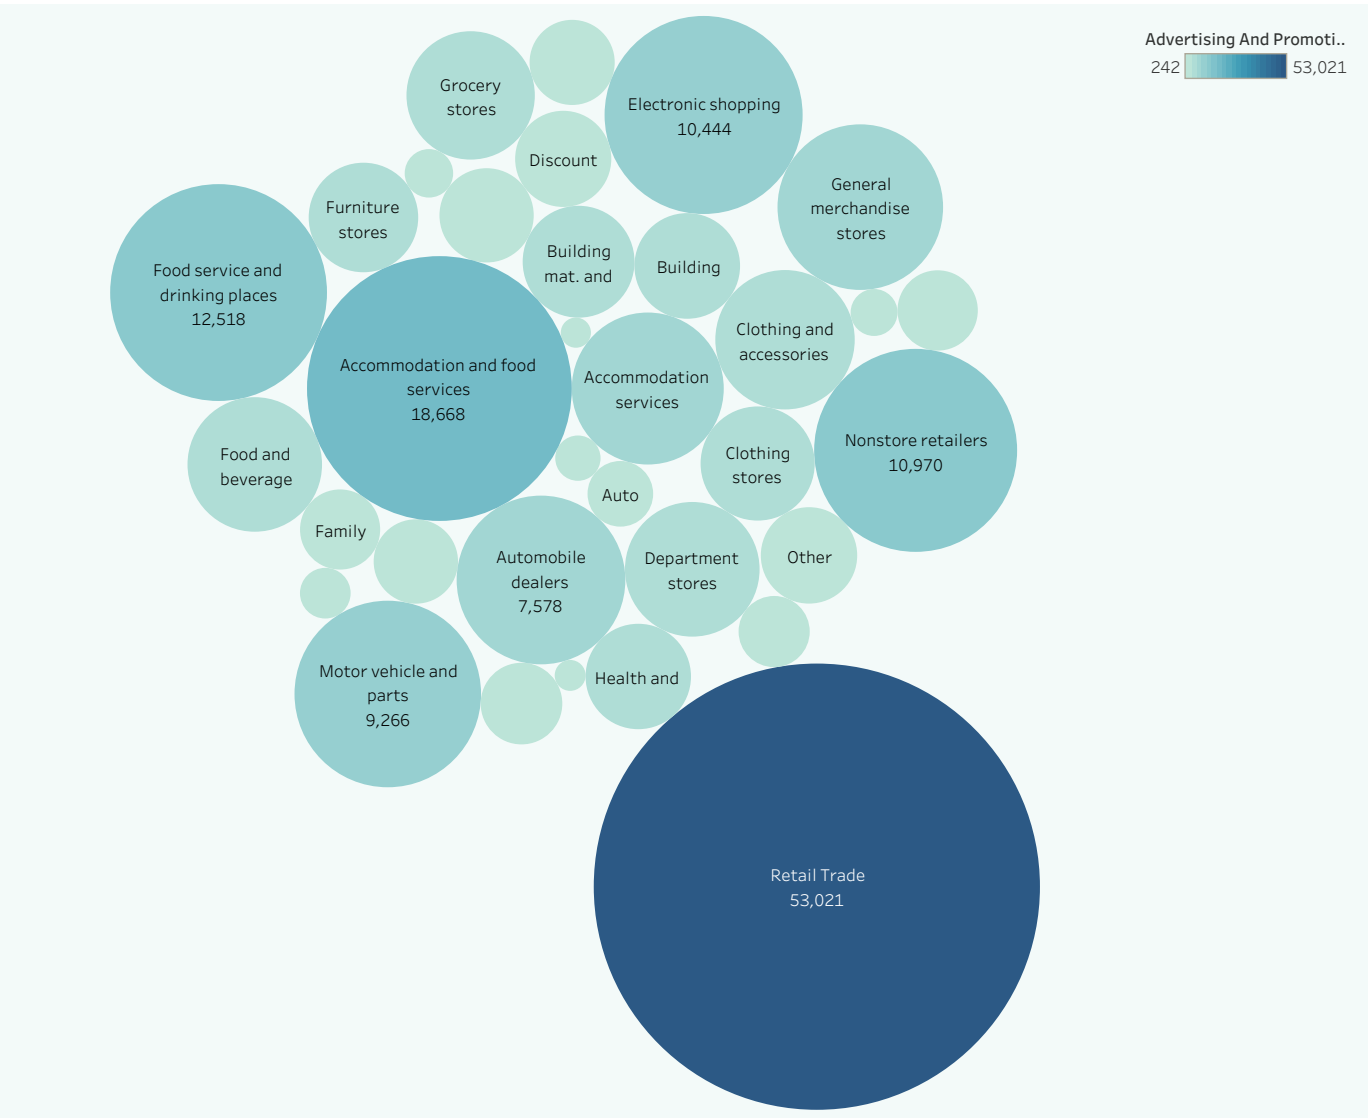 Advertising And Promoti..
242
53,021
Grocery
stores
Electronic shopping
10,444
Discount
General
merchandise
stores
Furniture
stores
Building
mat. and
Building
Food service and
drinking places
12,518
Clothing and
accessories
Accommodation and food
services
18,668
Accommodation
services
Nonstore retailers
10,970
Food and
beverage
Clothing
stores
Auto
Family
Automobile
dealers
7,578
Department
stores
Other
Motor vehicle and
parts
9,266
Health and
Retail Trade
53,021